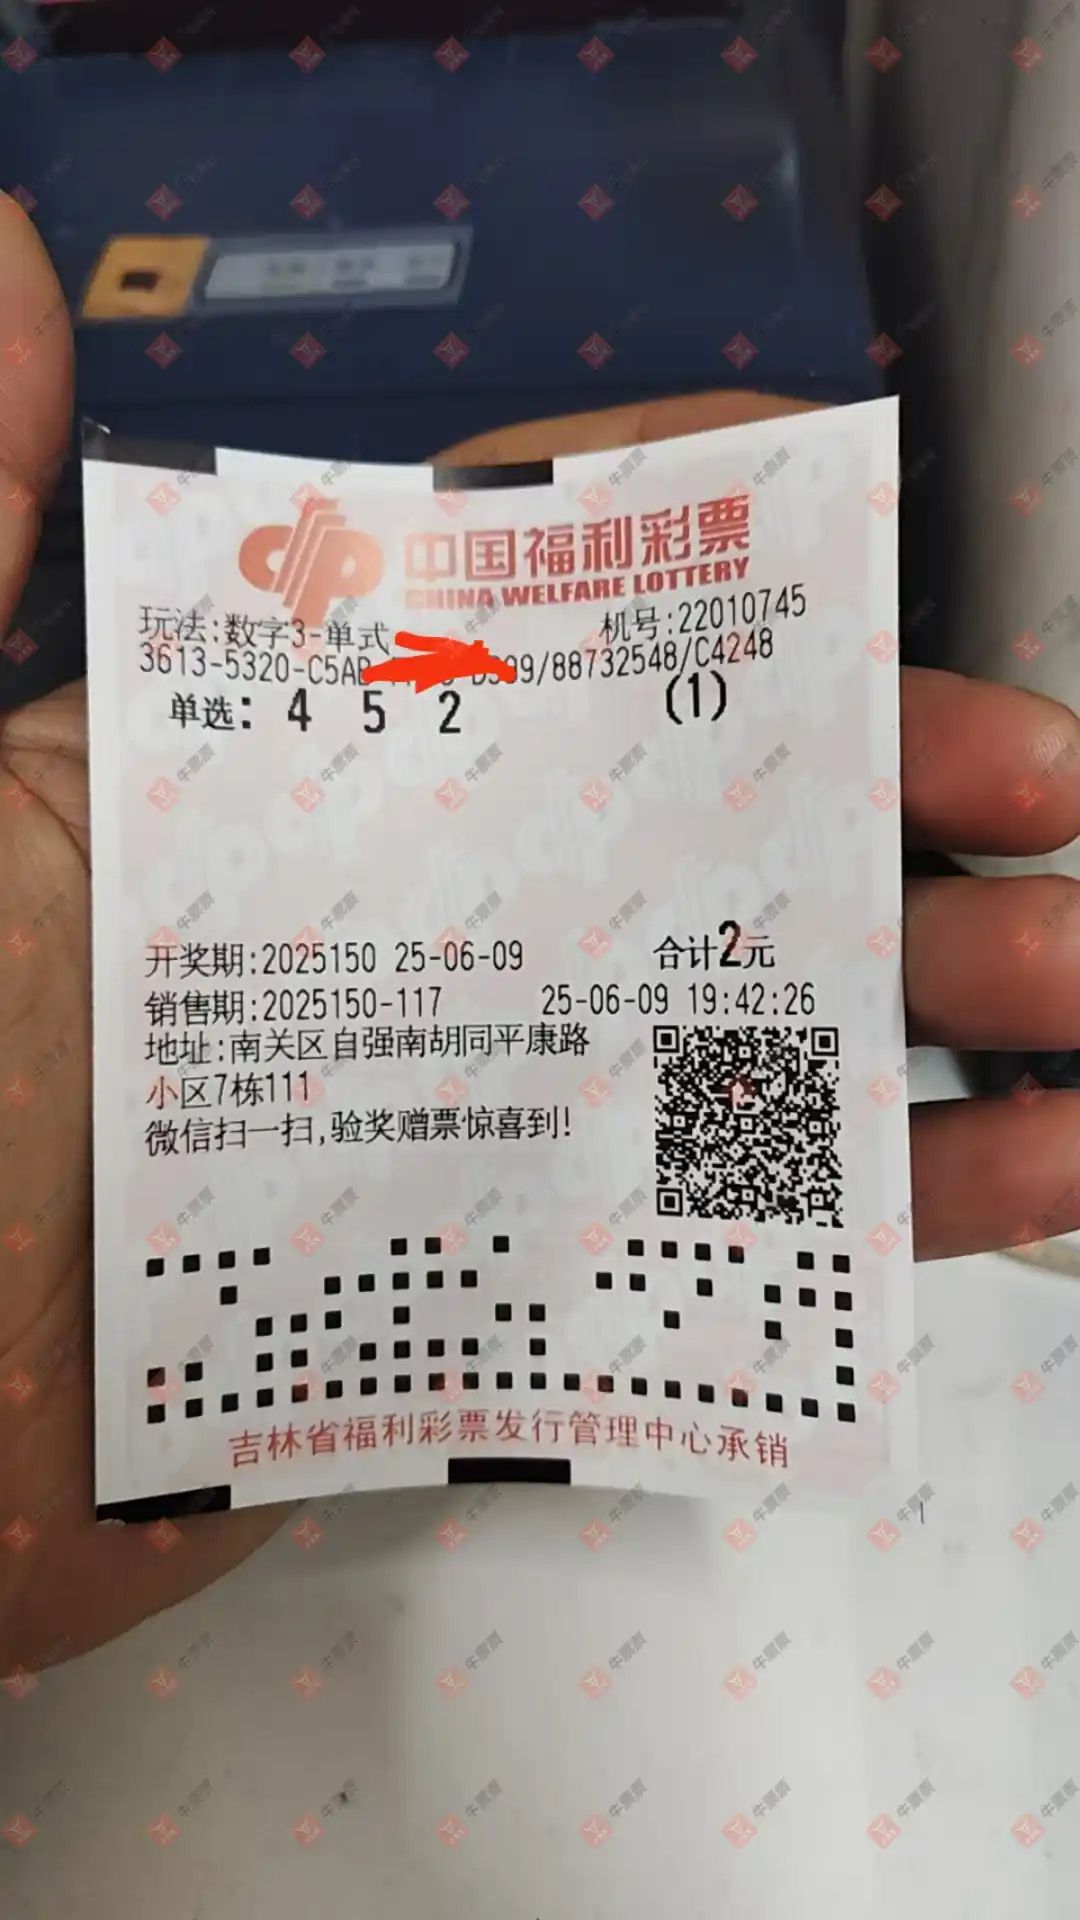 中国福利彩票
CHINA WELFARE LOTTERY
玩法:数字3-单式 机号:22010745
3613-5320-C5AB 09/88732548/C4248
单选: 4 5 2 (1)
开奖期:2025150 25-06-09 合计2元
销售期:2025150-117 25-06-09 19:42:26
地址:南关区自强南胡同平康路
小区7栋111
微信扫一扫,验奖赠票惊喜到!
吉林省福利彩票发行管理中心承销
牛票票